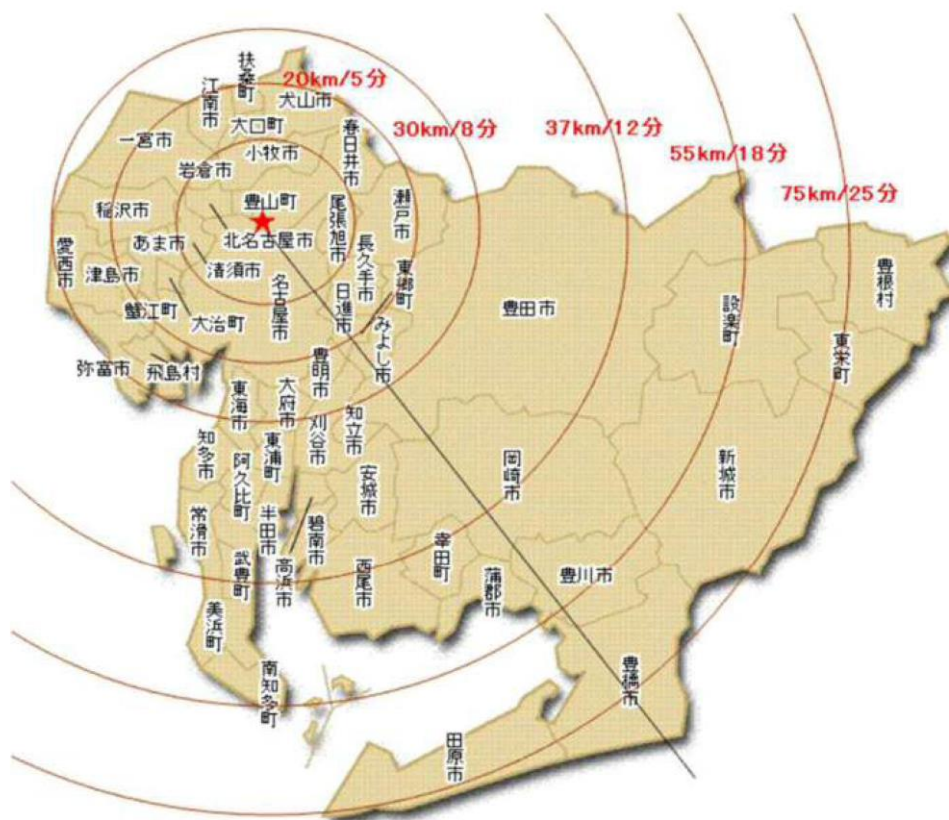 扶桑町
20km/5分
江南市
犬山市
大口町
春日井市
30km/8分
37km/12分
一宮市
小牧市
55km/18分
岩倉市
75km/25分
瀬戸市
豊山町
尾張旭市
稲沢市
あま市
北名古屋市
長久手市
愛西市
津島市
清須市
名古屋市
日進市
東郷町
豊根村
蟹江町
大治町
みよし市
豊田市
設楽町
東栄町
弥富市
飛島村
豊明市
東海市
大府市
刈谷市
知立市
知多市
阿久比町
東浦町
安城市
岡崎市
新城市
常滑市
半田市
碧南市
武豊町
高浜市
西尾市
幸田町
蒲郡市
豊川市
美浜町
南知多町
豊橋市
田原市